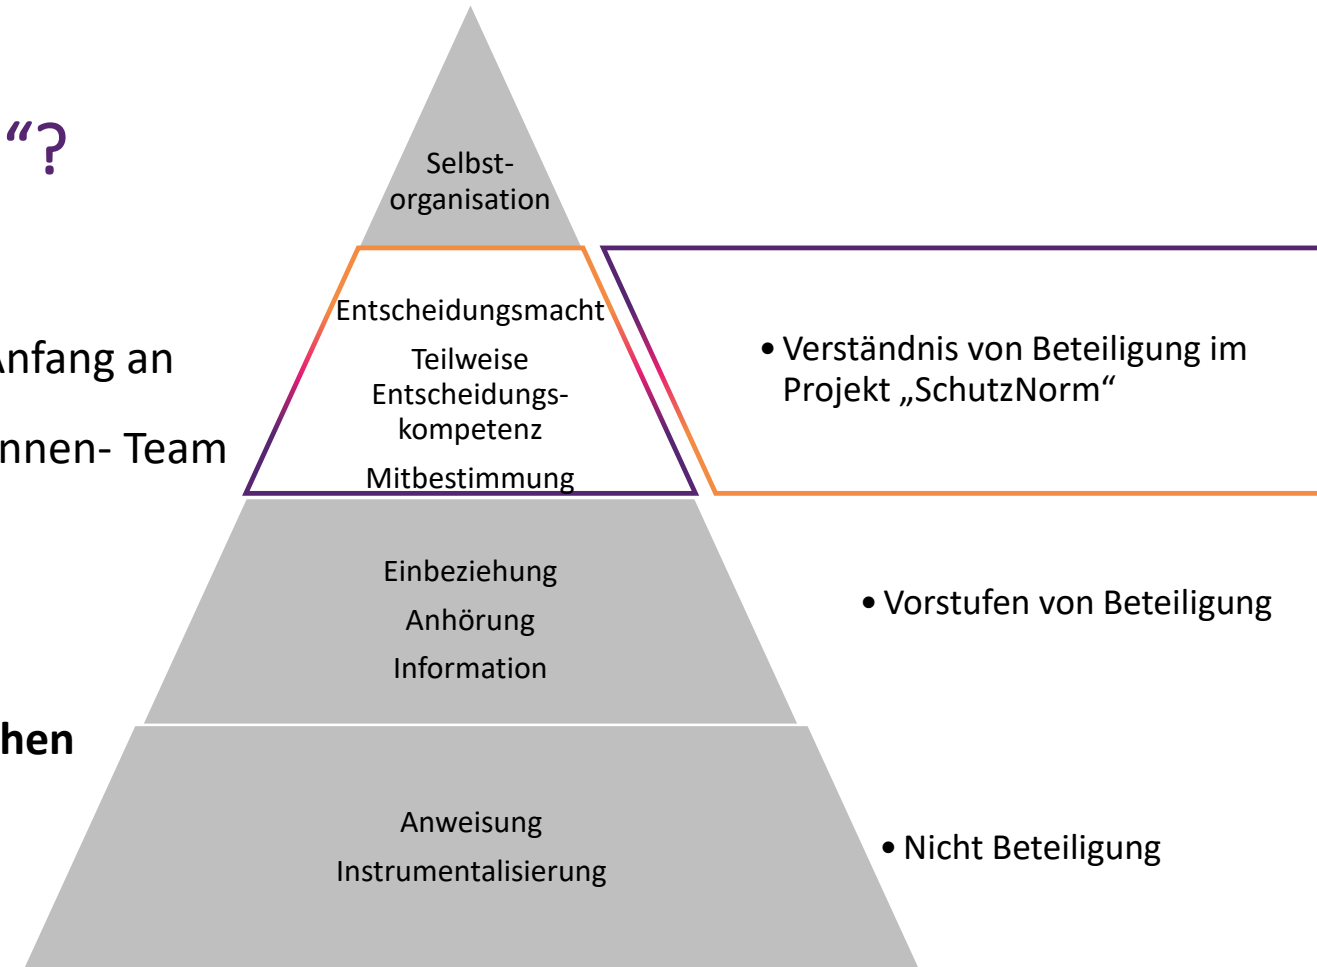 “?
Anfang an
nnen- Team
hen
Selbst-
organisation
Entscheidungsmacht
Teilweise
Entscheidungs-
kompetenz
Mitbestimmung
• Verständnis von Beteiligung im
Projekt „SchutzNorm“
Einbeziehung
Anhörung
Information
• Vorstufen von Beteiligung
Anweisung
Instrumentalisierung
• Nicht Beteiligung